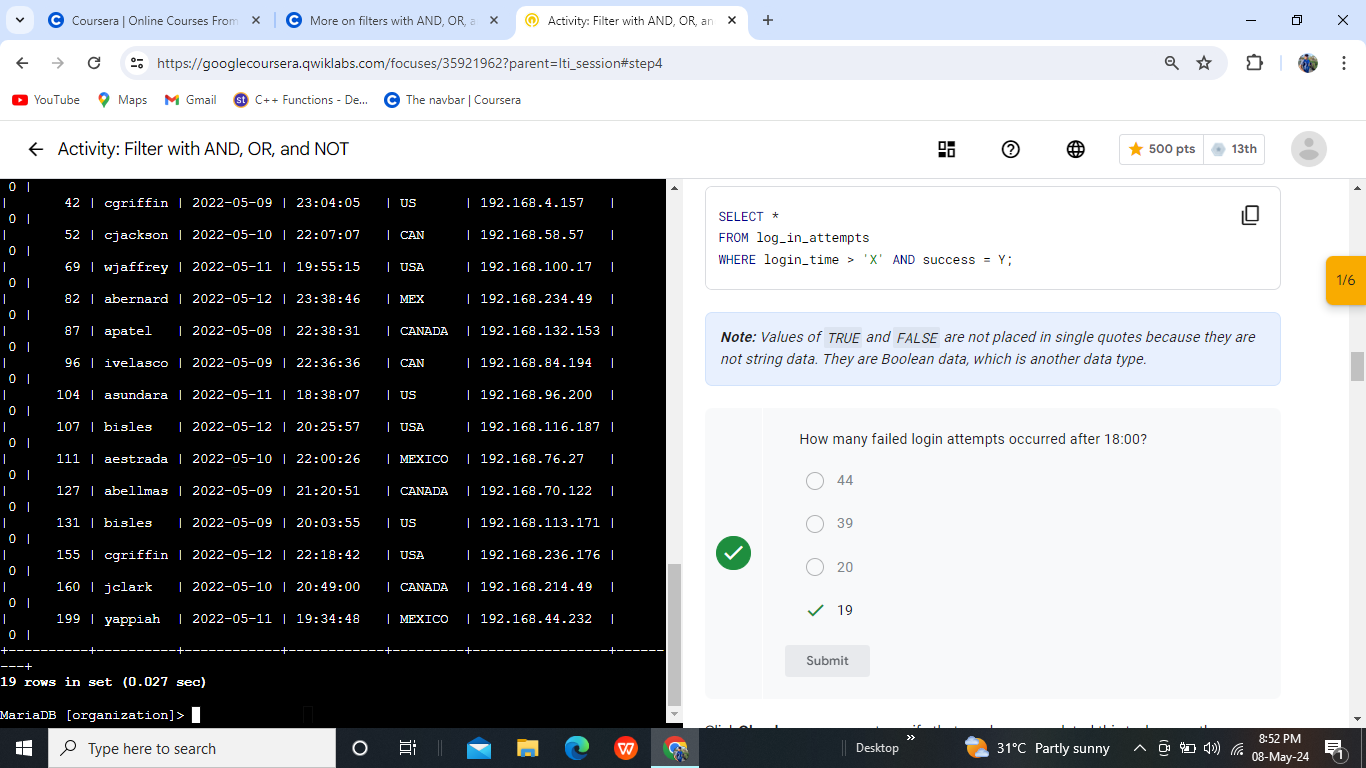 Coursera | Online Courses From
More on filters with AND, OR, a
Activity: Filter with AND, OR, an
https://googlecoursera.qwiklabs.com/focuses/35921962?parent=lti_session#step4
YouTube
Maps
Gmail
st
C++ Functions - De...
The navbar | Coursera
Activity: Filter with AND, OR, and NOT
500 pts
13th
0 |
| 42 | cgriffin | 2022-05-09 | 23:04:05 | US | 192.168.4.157 |
0 |
| 52 | cjackson | 2022-05-10 | 22:07:07 | CAN | 192.168.58.57 |
0 |
| 69 | wjaffrey | 2022-05-11 | 19:55:15 | USA | 192.168.100.17 |
0 |
| 82 | abernard | 2022-05-12 | 23:38:46 | MEX | 192.168.234.49 |
0 |
| 87 | apatel | 2022-05-08 | 22:38:31 | CANADA | 192.168.132.153 |
0 |
| 96 | ivelasco | 2022-05-09 | 22:36:36 | CAN | 192.168.84.194 |
0 |
| 104 | asundara | 2022-05-11 | 18:38:07 | US | 192.168.96.200 |
0 |
| 107 | bisles | 2022-05-12 | 20:25:57 | USA | 192.168.116.187 |
0 |
| 111 | aestrada | 2022-05-10 | 22:00:26 | MEXICO | 192.168.76.27 |
0 |
| 127 | abellmas | 2022-05-09 | 21:20:51 | CANADA | 192.168.70.122 |
0 |
| 131 | bisles | 2022-05-09 | 20:03:55 | US | 192.168.113.171 |
0 |
| 155 | cgriffin | 2022-05-12 | 22:18:42 | USA | 192.168.236.176 |
0 |
| 160 | jclark | 2022-05-10 | 20:49:00 | CANADA | 192.168.214.49 |
0 |
| 199 | yappiah | 2022-05-11 | 19:34:48 | MEXICO | 192.168.44.232 |
0 |
+----------+----------+------------+------------+---------+-----------------+------
---+
19 rows in set (0.027 sec)
MariaDB [organization]>
SELECT *
FROM log_in_attempts
WHERE login_time > 'X' AND success = Y;
1/6
Note: Values of TRUE and FALSE are not placed in single quotes because they are
not string data. They are Boolean data, which is another data type.
How many failed login attempts occurred after 18:00?
44
39
20
19
Submit
Type here to search
Desktop
31°C Partly sunny
8:52 PM
08-May-24
1